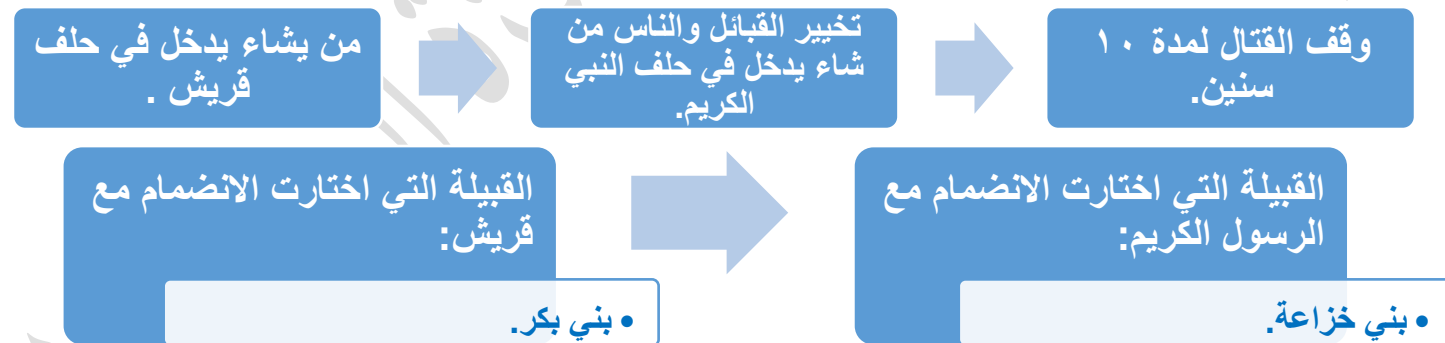 وقف القتال لمدة ١٠
سنين.
تخيير القبائل والناس من
شاء يدخل في حلف النبي
الكريم.
من يشاء يدخل في حلف
قريش .
القبيلة التي اختارت الانضمام مع
الرسول الكريم:
• بني خزاعة.
القبيلة التي اختارت الانضمام مع
قريش:
• بني بكر.